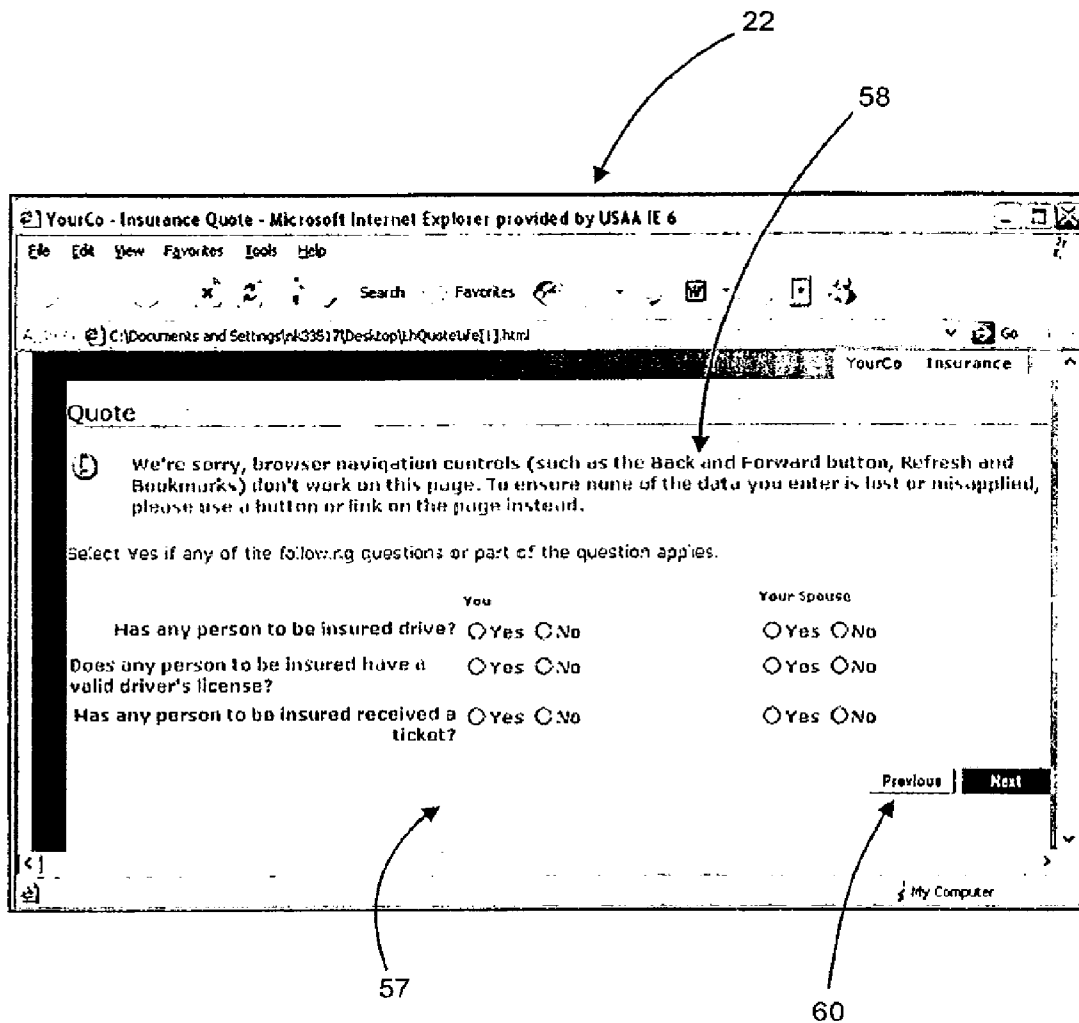 22
58
YourCo - Insurance Quote - Microsoft Internet Explorer provided by USAA IE 6
File Edit View Favorites Tools Help
Search Favorites
C:\Documents and Settings\nk33517\Desktop\LhQuoteLife[1].html Go
YourCo Insurance
Quote
We're sorry, browser navigation controls (such as the Back and Forward button, Refresh and
Bookmarks) don't work on this page. To ensure none of the data you enter is lost or misapplied,
please use a button or link on the page instead.
Select Yes if any of the following questions or part of the question applies.
You Your Spouse
Has any person to be insured drive? Yes No Yes No
Does any person to be insured have a Yes No Yes No
valid driver's license?
Has any person to be insured received a Yes No Yes No
ticket?
Previous Next
My Computer
57
60